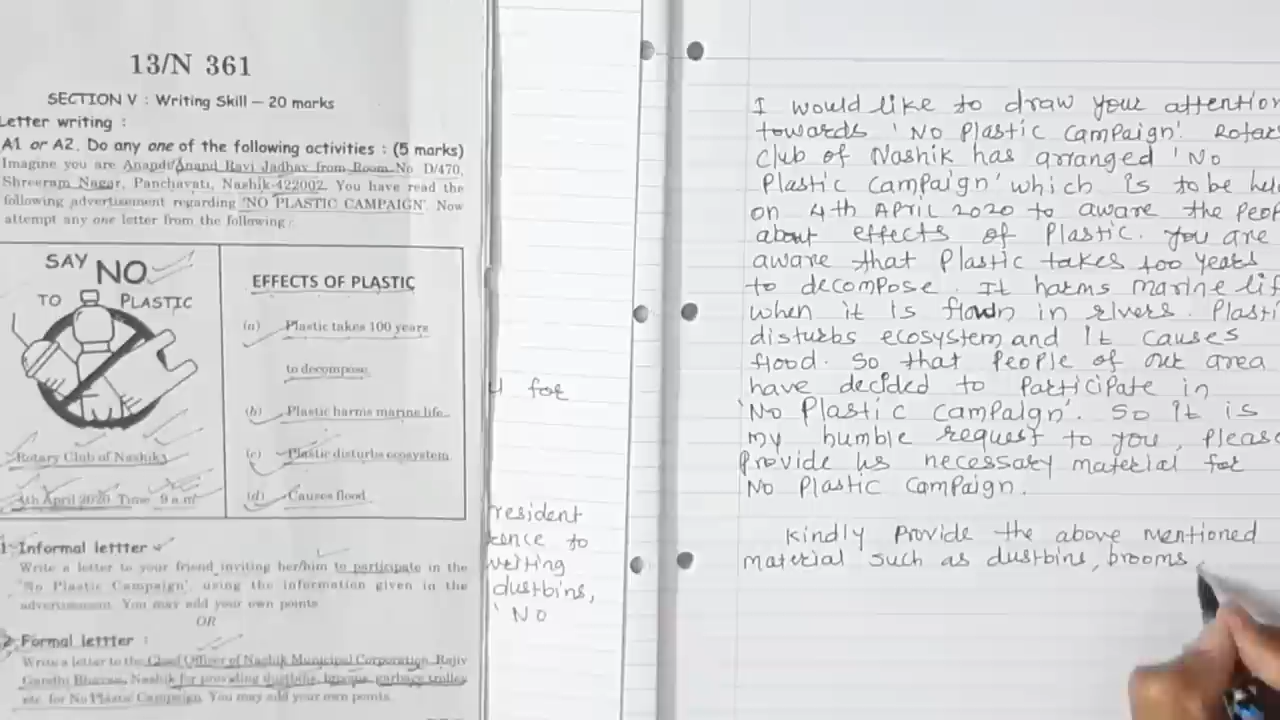 13/N 361
SECTION V : Writing Skill – 20 marks
Letter writing :
A1 or A2. Do any one of the following activities : (5 marks)
Imagine you are Anandi/Anand Ravi Jadhav from Room No D/470,
Shreeram Nagar, Panchavati, Nashik-422002. You have read the
following advertisement regarding 'NO PLASTIC CAMPAIGN'. Now
attempt any one letter from the following :
SAY NO
TO PLASTIC
Rotary Club of Nashik
4th April 2020 Time 9 a.m.
EFFECTS OF PLASTIC
(a) Plastic takes 100 years
to decompose.
(b) Plastic harms marine life.
(c) Plastic disturbs ecosystem
(d) Causes flood.
1. Informal lettter
Write a letter to your friend inviting her/him to participate in the
'No Plastic Campaign', using the information given in the
advertisement. You may add your own points
OR
2. Formal lettter :
Write a letter to the Chief Officer of Nashik Municipal Corporation, Rajiv
Gandhi Bhavan, Nashik for providing dustbins, brooms, garbage trolley
etc. for No Plastic Campaign. You may add your own points.
for
resident
ence to
writing
dustbins,
'No
I would like to draw your attention
towards 'No Plastic Campaign'. Rotar
Club of Nashik has arranged 'No
Plastic Campaign' which is to be hel
on 4th APRIL 2020 to aware the Peop
about effects of Plastic. You are
aware that Plastic takes 100 years
to decompose. It harms marine lif
when it is flown in rivers. Plasti
disturbs ecosystem and It causes
flood. So that People of our area
have decided to Participate in
'No Plastic Campaign'. So it is
my humble request to you, Please
Provide us necessary material for
No Plastic Campaign.
Kindly Provide the above mentioned
material such as dustbins, brooms,